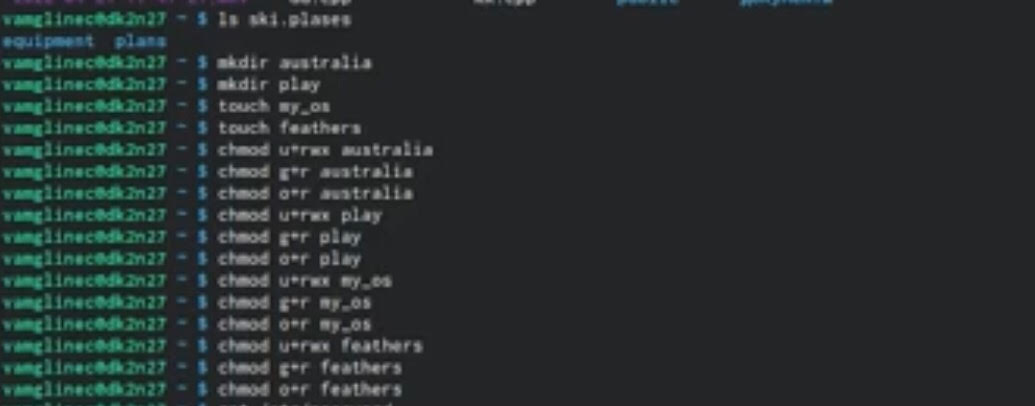 public документы
vamglinec@dk2n27 ~ $ ls ski.plases
equipment plans
vamglinec@dk2n27 ~ $ mkdir australia
vamglinec@dk2n27 ~ $ mkdir play
vamglinec@dk2n27 ~ $ touch my_os
vamglinec@dk2n27 ~ $ touch feathers
vamglinec@dk2n27 ~ $ chmod u+rwx australia
vamglinec@dk2n27 ~ $ chmod g+r australia
vamglinec@dk2n27 ~ $ chmod o+r australia
vamglinec@dk2n27 ~ $ chmod u+rwx play
vamglinec@dk2n27 ~ $ chmod g+r play
vamglinec@dk2n27 ~ $ chmod o+r play
vamglinec@dk2n27 ~ $ chmod u+rwx my_os
vamglinec@dk2n27 ~ $ chmod g+r my_os
vamglinec@dk2n27 ~ $ chmod o+r my_os
vamglinec@dk2n27 ~ $ chmod u+rwx feathers
vamglinec@dk2n27 ~ $ chmod g+r feathers
vamglinec@dk2n27 ~ $ chmod o+r feathers